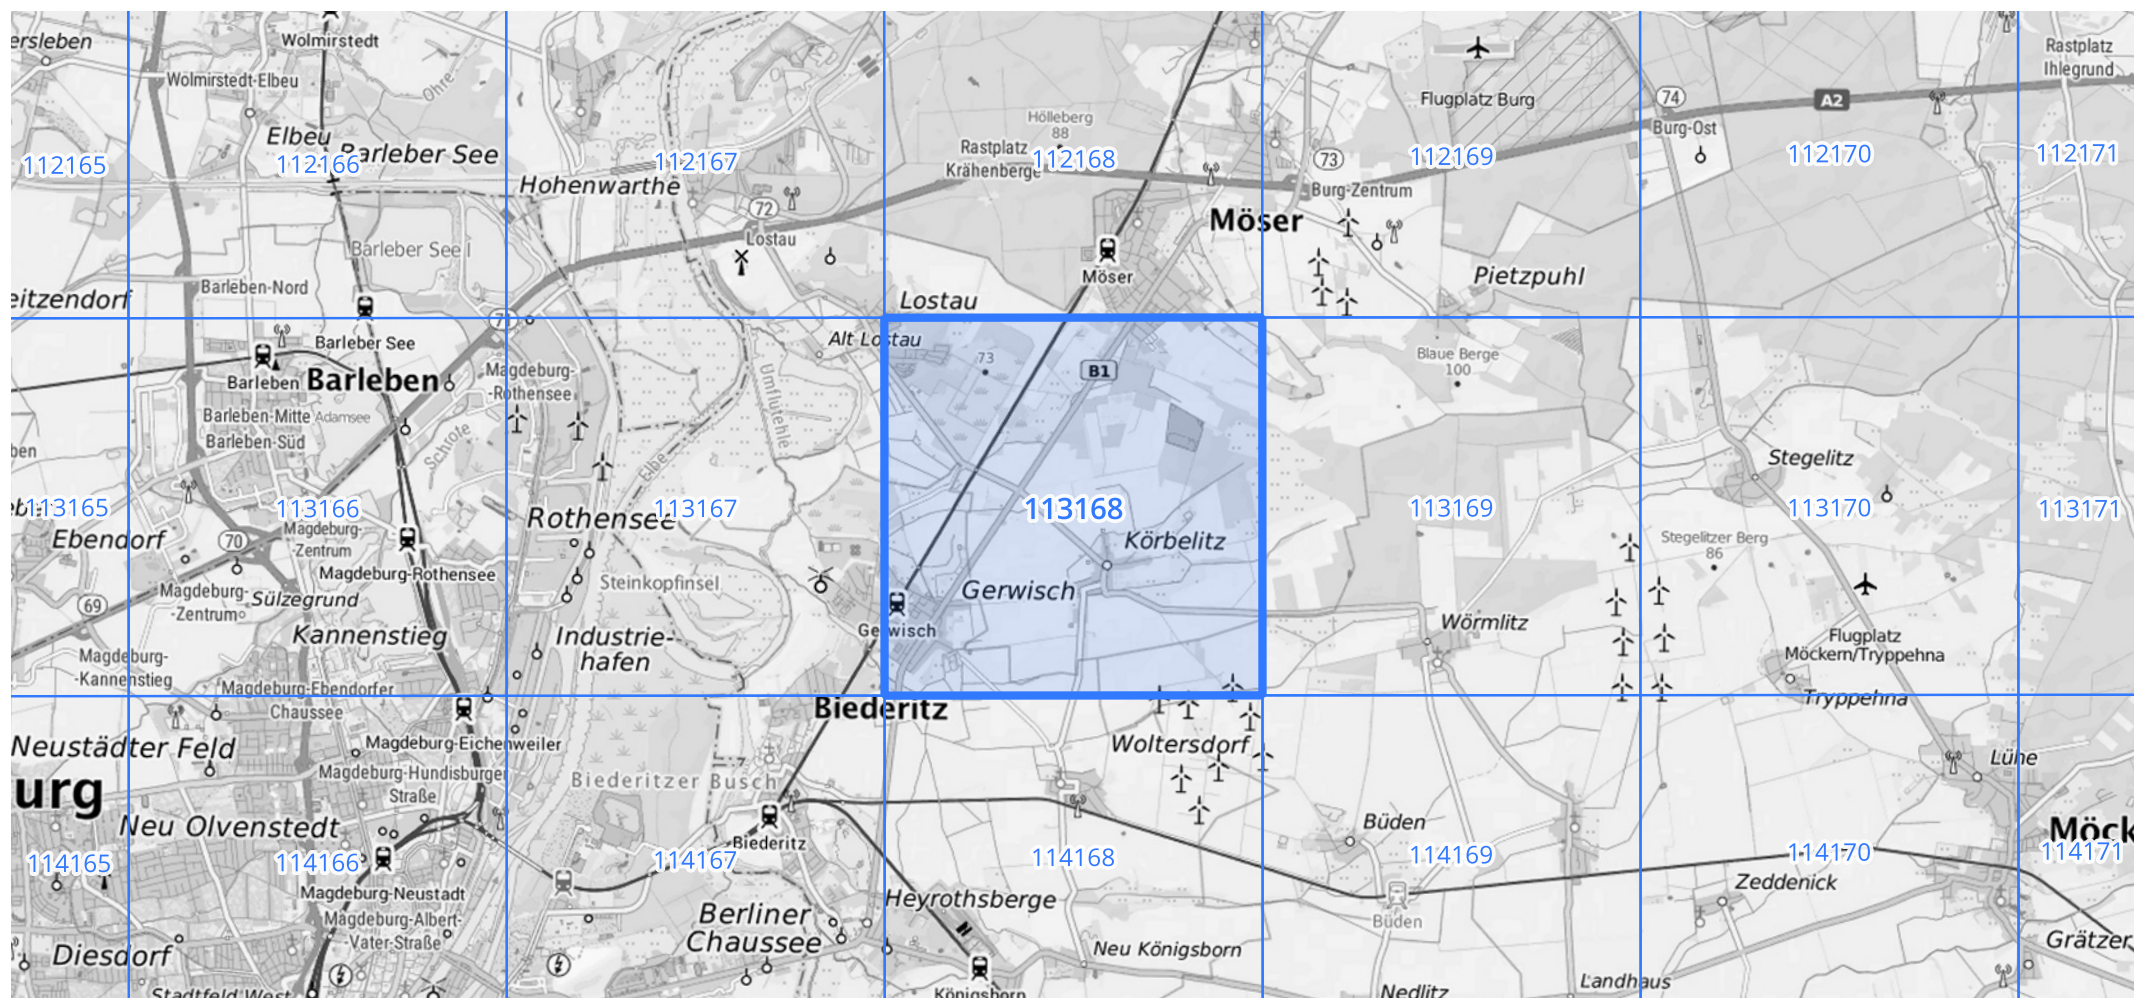 ersleben
Wolmirstedt
Wolmirstedt-Elbeu
Ohre
Elbeu
Barleber See
112165
112166
112167
112168
112169
112170
112171
Hohenwarthe
72
Lostau
Hölleberg
88
Rastplatz
Krähenberge
Flugplatz Burg
73
Burg-Zentrum
74
Burg-Ost
A2
Rastplatz
Ihlegrund
Möser
Möser
Pietzpuhl
Barleber See I
Barleben-Nord
eitzendorf
Lostau
Alt Lostau
Barleber See
Barleben
Barleben
Barleben-Mitte
Adamsee
Barleben-Süd
Schrote
Magdeburg-
-Rothensee
Umflutehle
Elbe
73
B1
Blaue Berge
100
Stegelitz
ben
113165
113166
113167
113168
113169
113170
113171
Ebendorf
70
Magdeburg-
Zentrum
Magdeburg-Rothensee
Rothensee
Steinkopfinsel
Körbelitz
Gerwisch
Gerwisch
Stegelitzer Berg
86
69
Magdeburg-
-Zentrum
Sülzegrund
Kannenstieg
Industrie-
hafen
Wörmlitz
Flugplatz
Möckern/Tryppehna
Tryppehna
Magdeburg-
-Kannenstieg
Magdeburg-Ebendorfer
Chaussee
Biederitz
Neustädter Feld
Magdeburg-Eichenweiler
Magdeburg-Hundisburger
Straße
Biederitzer Busch
Woltersdorf
Lühe
urg
Neu Olvenstedt
Biederitz
Büden
Möck
114165
114166
114167
114168
114169
114170
114171
Magdeburg-Neustadt
Magdeburg-Albert-
Vater-Straße
Berliner
Chaussee
Heyrothsberge
Büden
Zeddenick
Diesdorf
Neu Königsborn
Grätzer
Stadtfeld West
Königsborn
Nedlitz
Landhaus